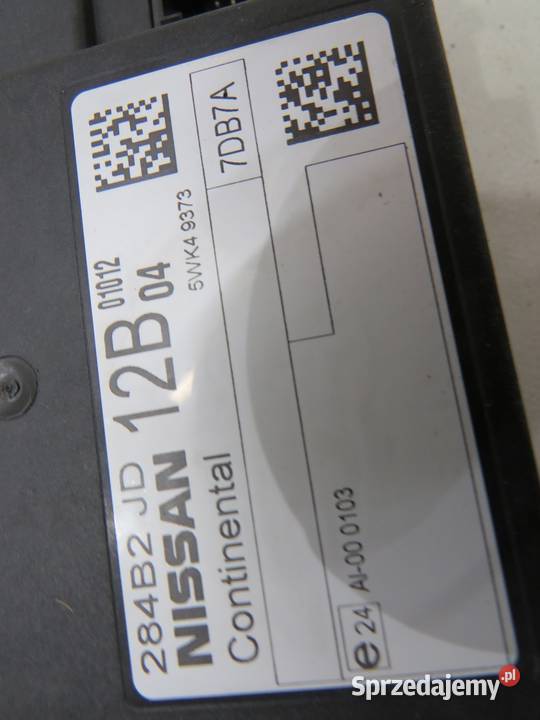 284B2 JD
NISSAN 12B 01012 04
Continental 5WK4 9373
7DB7A
e24 AI-00 0103
Sprzedajemy.pl